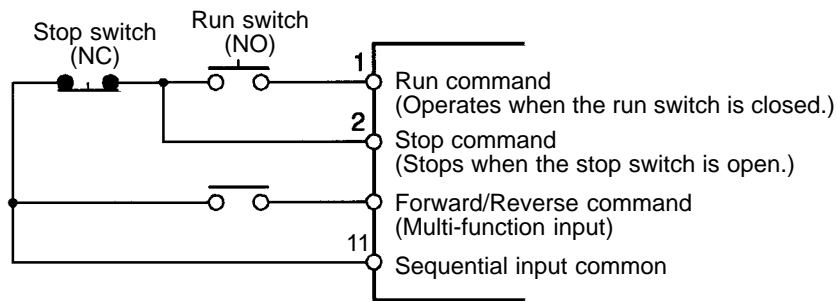 Stop switch
(NC)
Run switch
(NO)
1
Run command
(Operates when the run switch is closed.)
2
Stop command
(Stops when the stop switch is open.)
Forward/Reverse command
(Multi-function input)
11
Sequential input common